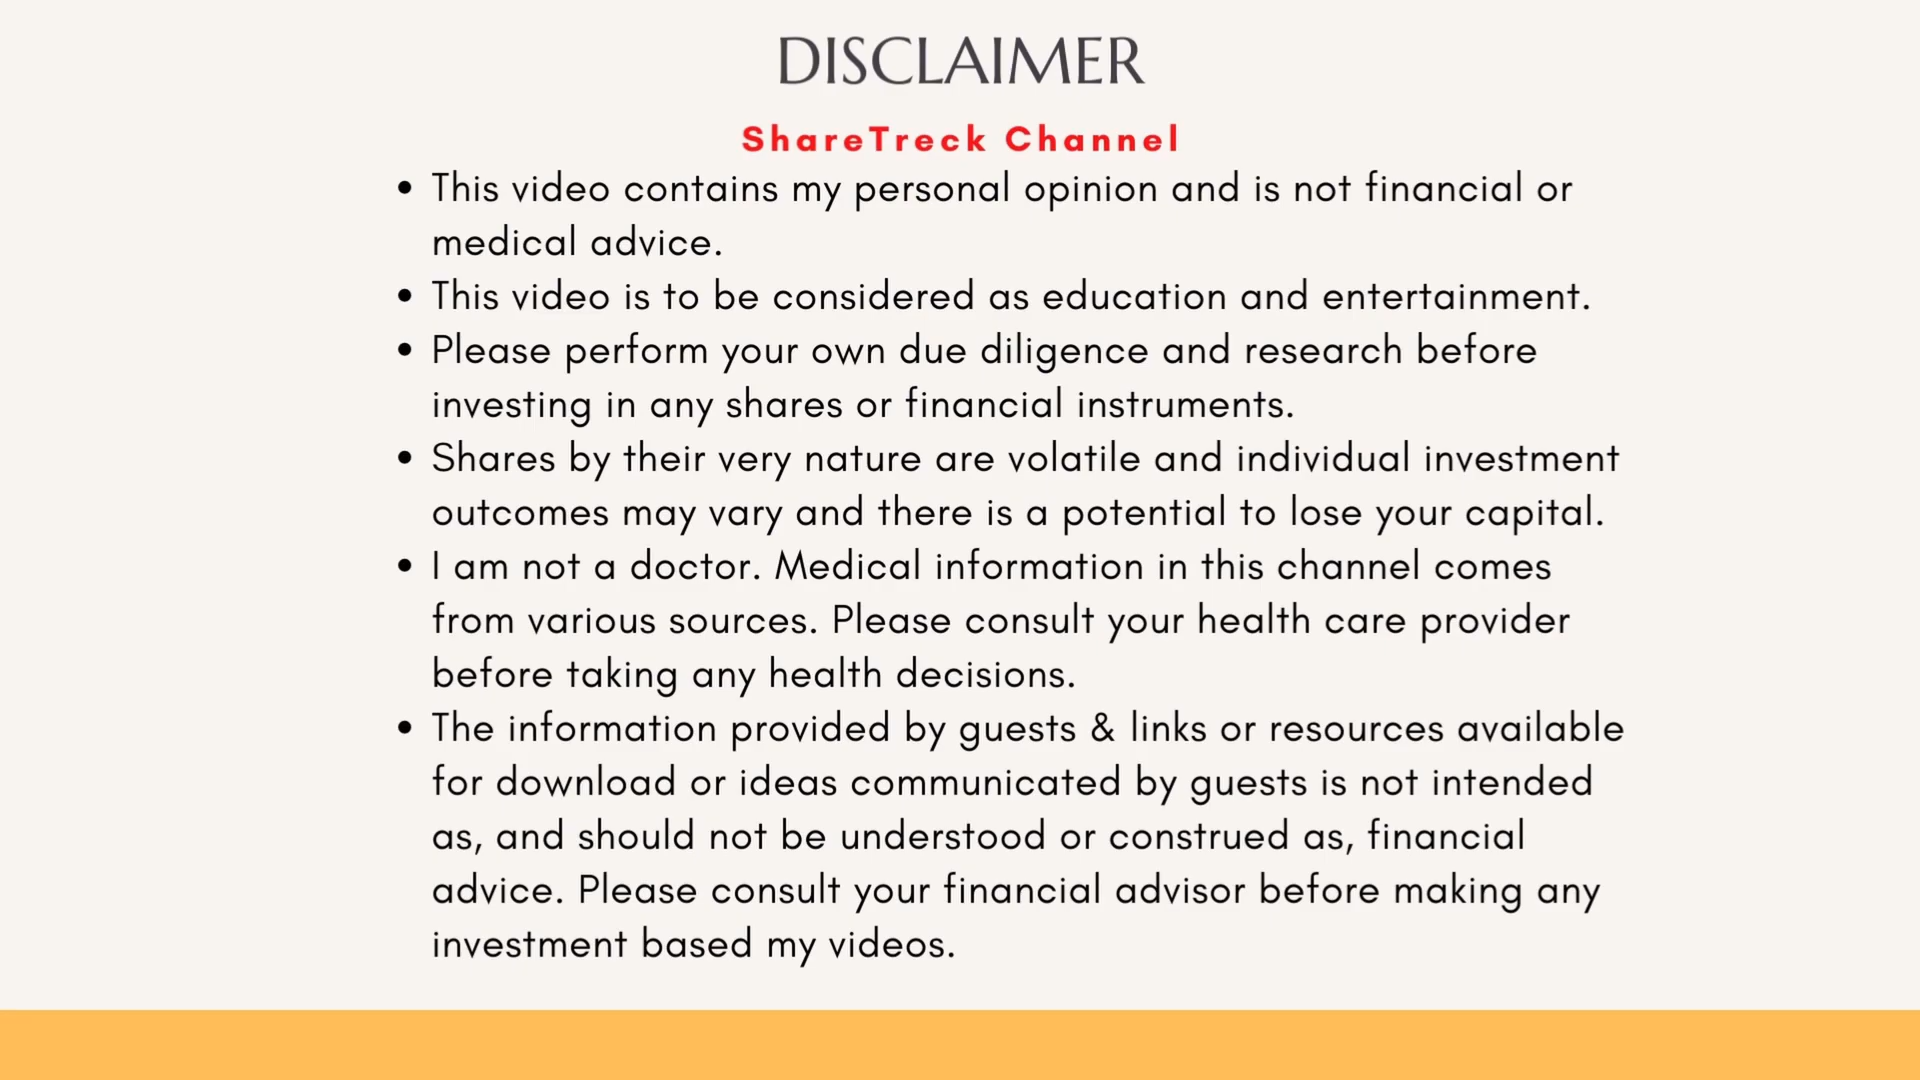 DISCLAIMER
ShareTreck Channel
• This video contains my personal opinion and is not financial or
medical advice.
• This video is to be considered as education and entertainment.
• Please perform your own due diligence and research before
investing in any shares or financial instruments.
• Shares by their very nature are volatile and individual investment
outcomes may vary and there is a potential to lose your capital.
• I am not a doctor. Medical information in this channel comes
from various sources. Please consult your health care provider
before taking any health decisions.
• The information provided by guests & links or resources available
for download or ideas communicated by guests is not intended
as, and should not be understood or construed as, financial
advice. Please consult your financial advisor before making any
investment based my videos.